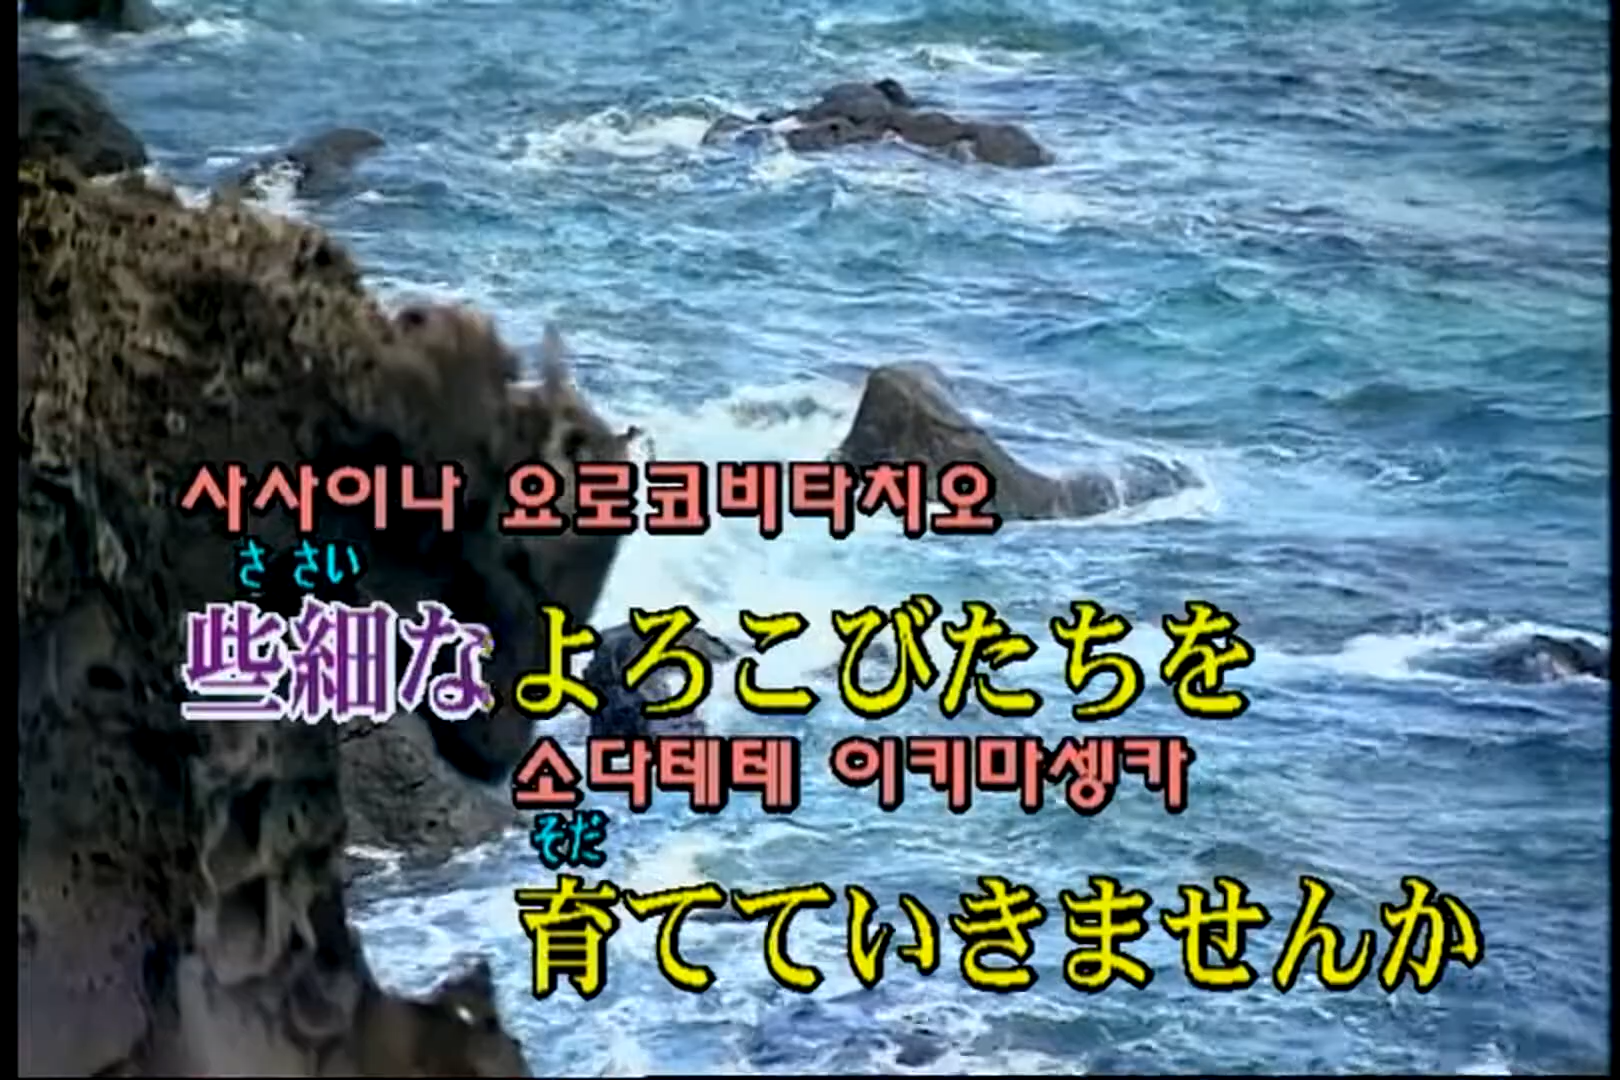 사사이나 요로코비타치오
さ さい
些細な よろこびたちを
소다테테 이키마셍카
そだ
育てていきませんか